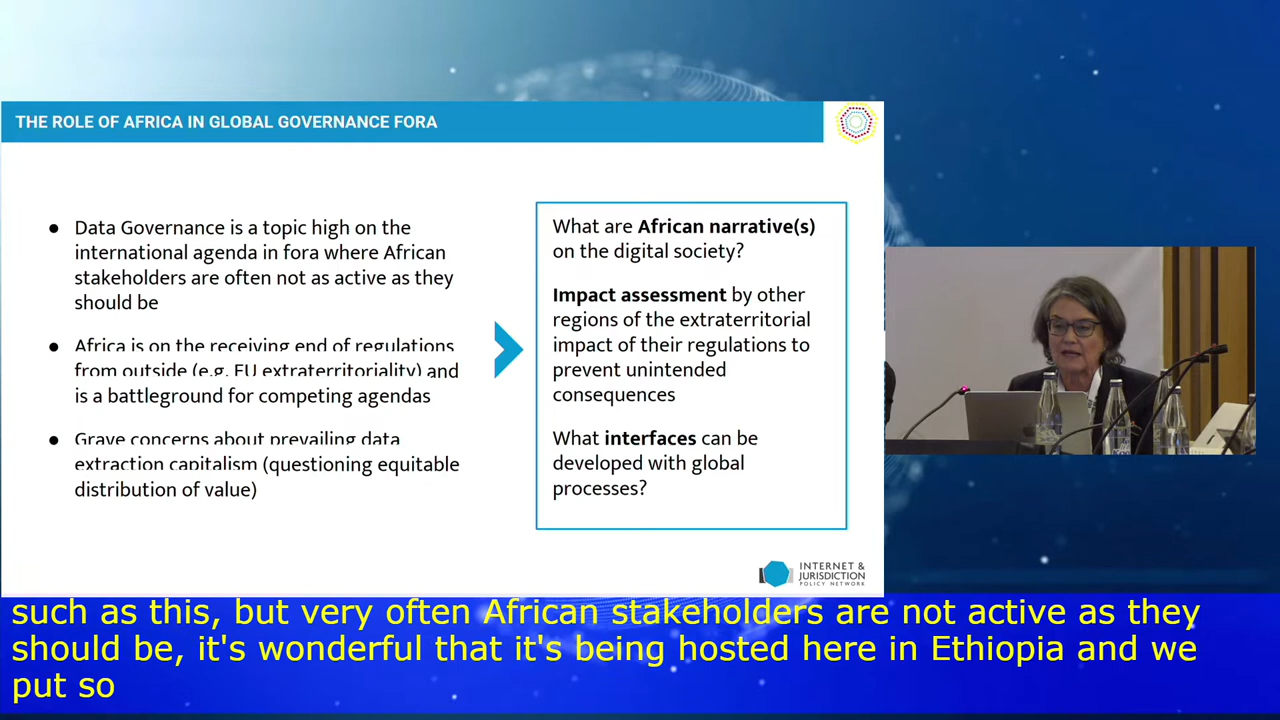 THE ROLE OF AFRICA IN GLOBAL GOVERNANCE FORA
● Data Governance is a topic high on the
international agenda in fora where African
stakeholders are often not as active as they
should be
● Africa is on the receiving end of regulations
from outside (e.g. EU extraterritoriality) and
is a battleground for competing agendas
● Grave concerns about prevailing data
extraction capitalism (questioning equitable
distribution of value)
What are African narrative(s)
on the digital society?
Impact assessment by other
regions of the extraterritorial
impact of their regulations to
prevent unintended
consequences
What interfaces can be
developed with global
processes?
INTERNET &
JURISDICTION
POLICY NETWORK
such as this, but very often African stakeholders are not active as they
should be, it's wonderful that it's being hosted here in Ethiopia and we
put so